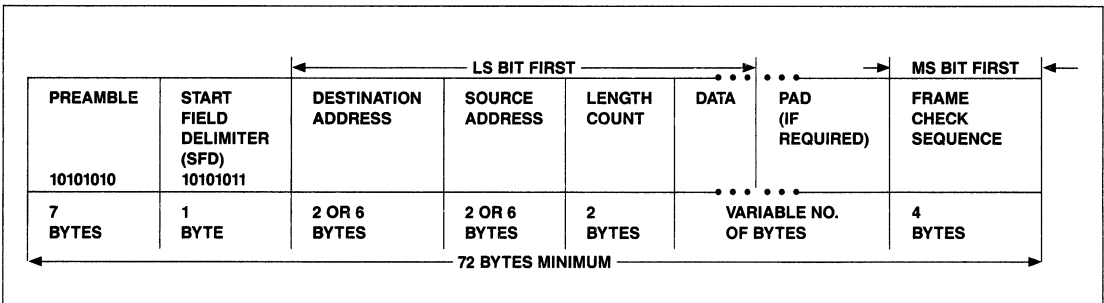 LS BIT FIRST
MS BIT FIRST
PREAMBLE
10101010
START
FIELD
DELIMITER
(SFD)
10101011
DESTINATION
ADDRESS
SOURCE
ADDRESS
LENGTH
COUNT
DATA
PAD
(IF
REQUIRED)
FRAME
CHECK
SEQUENCE
7
BYTES
1
BYTE
2 OR 6
BYTES
2 OR 6
BYTES
2
BYTES
VARIABLE NO.
OF BYTES
4
BYTES
72 BYTES MINIMUM